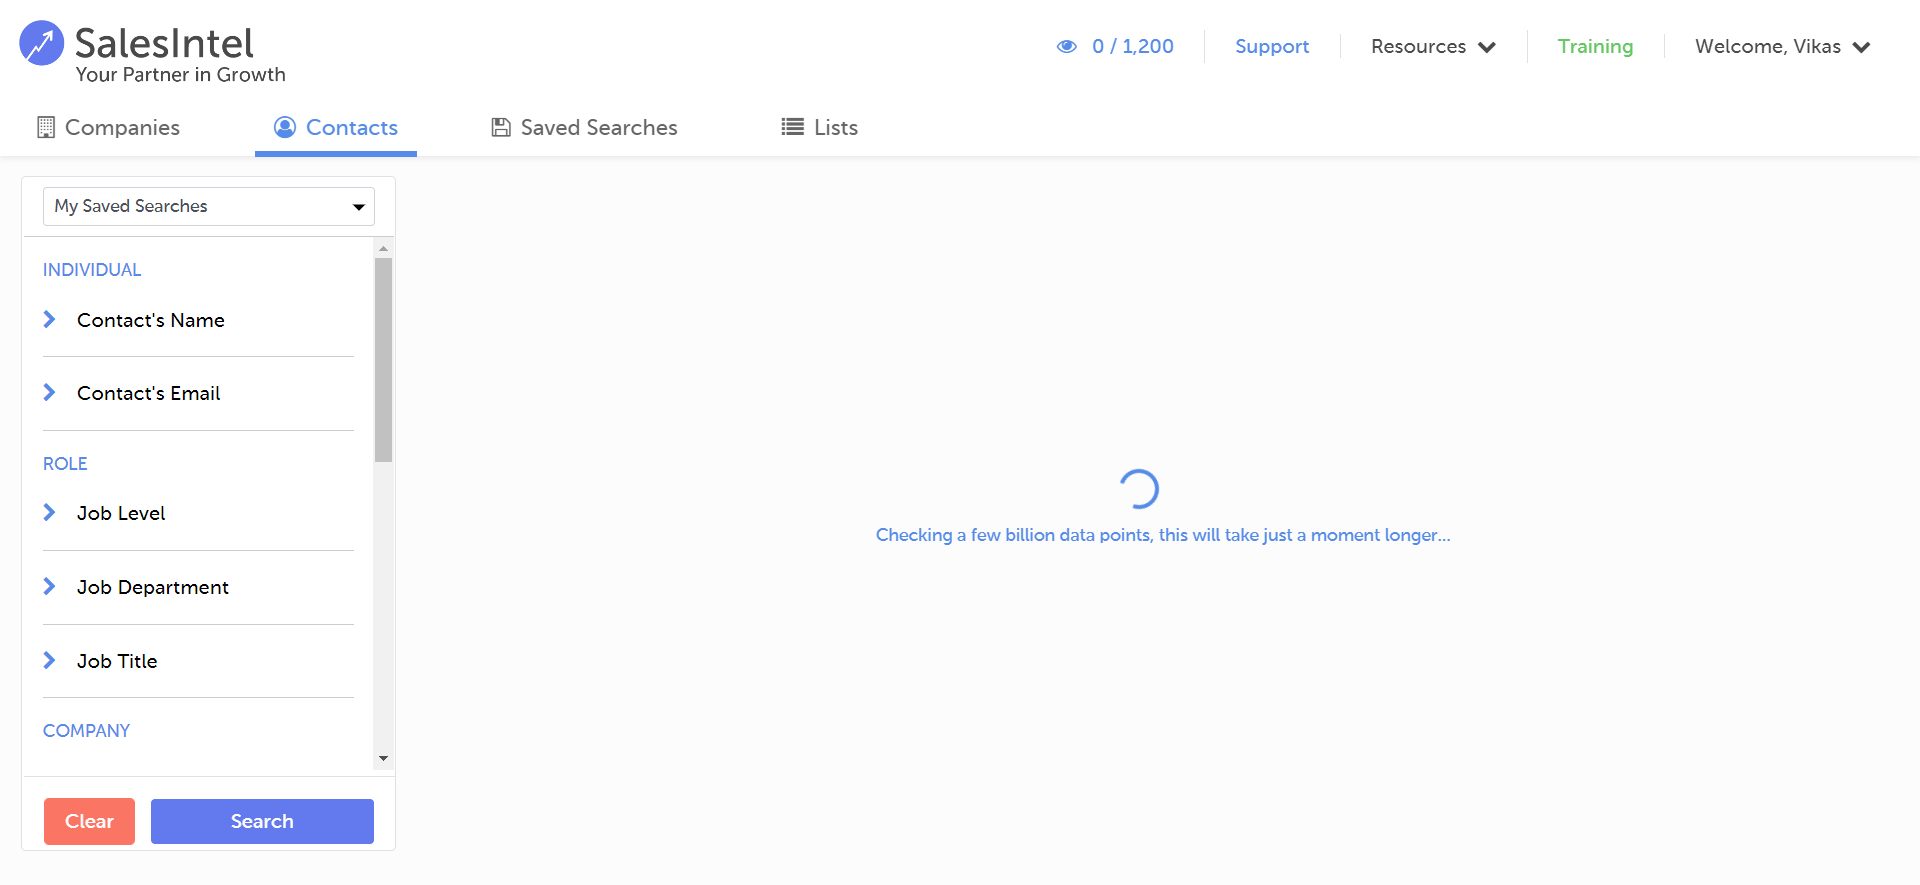 SalesIntel
Your Partner in Growth
0 / 1,200
Support
Resources
Training
Welcome, Vikas
Companies
Contacts
Saved Searches
Lists
My Saved Searches
INDIVIDUAL
Contact's Name
Contact's Email
ROLE
Job Level
Job Department
Job Title
COMPANY
Clear
Search
Checking a few billion data points, this will take just a moment longer...